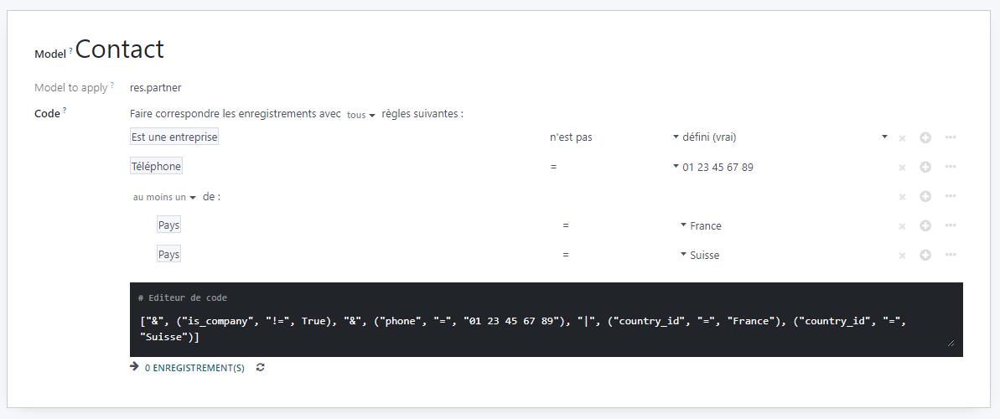 Model ? Contact
Model to apply ? res.partner
Code ? Faire correspondre les enregistrements avec tous règles suivantes :
Est une entreprise n'est pas défini (vrai)
Téléphone = 01 23 45 67 89
au moins un de :
Pays = France
Pays = Suisse
# Editeur de code
["&", ("is_company", "!=", True), "&", ("phone", "=", "01 23 45 67 89"), "|", ("country_id", "=", "France"), ("country_id", "=",
"Suisse")]
0 ENREGISTREMENT(S)